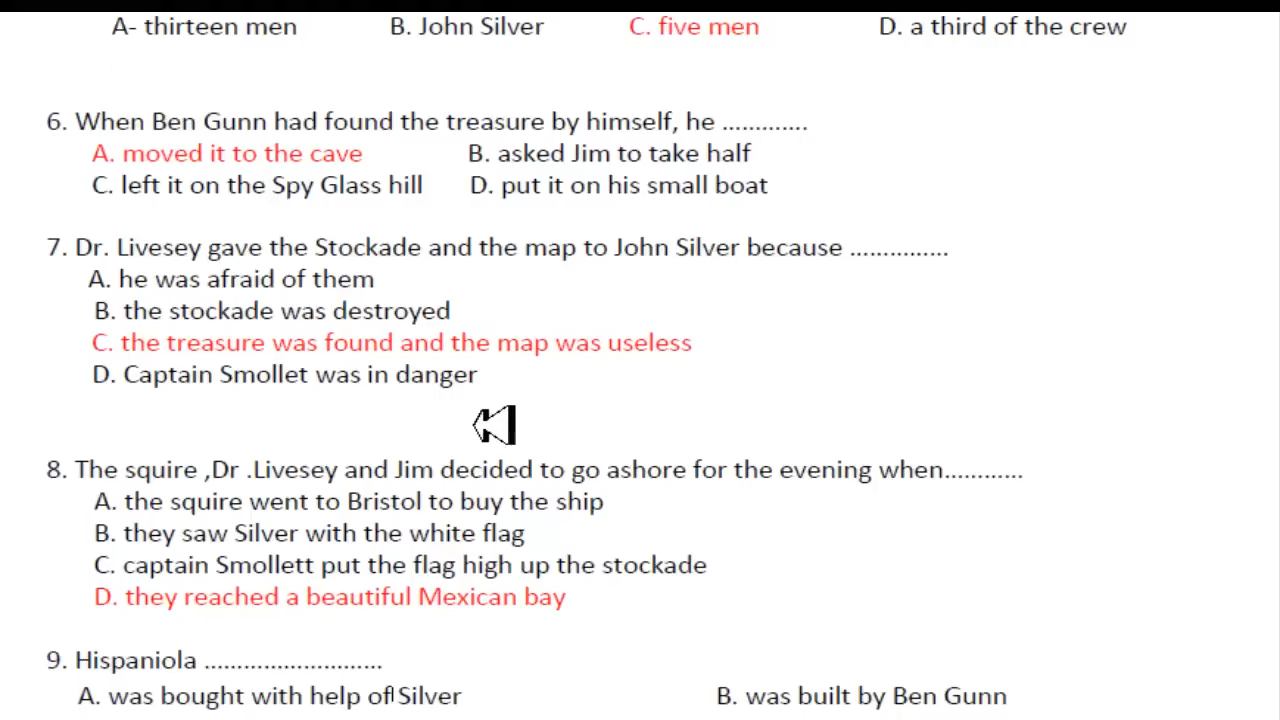 A- thirteen men B. John Silver C. five men D. a third of the crew
6. When Ben Gunn had found the treasure by himself, he .............
A. moved it to the cave B. asked Jim to take half
C. left it on the Spy Glass hill D. put it on his small boat
7. Dr. Livesey gave the Stockade and the map to John Silver because ...............
A. he was afraid of them
B. the stockade was destroyed
C. the treasure was found and the map was useless
D. Captain Smollet was in danger
8. The squire ,Dr .Livesey and Jim decided to go ashore for the evening when............
A. the squire went to Bristol to buy the ship
B. they saw Silver with the white flag
C. captain Smollett put the flag high up the stockade
D. they reached a beautiful Mexican bay
9. Hispaniola ...........................
A. was bought with help of Silver B. was built by Ben Gunn